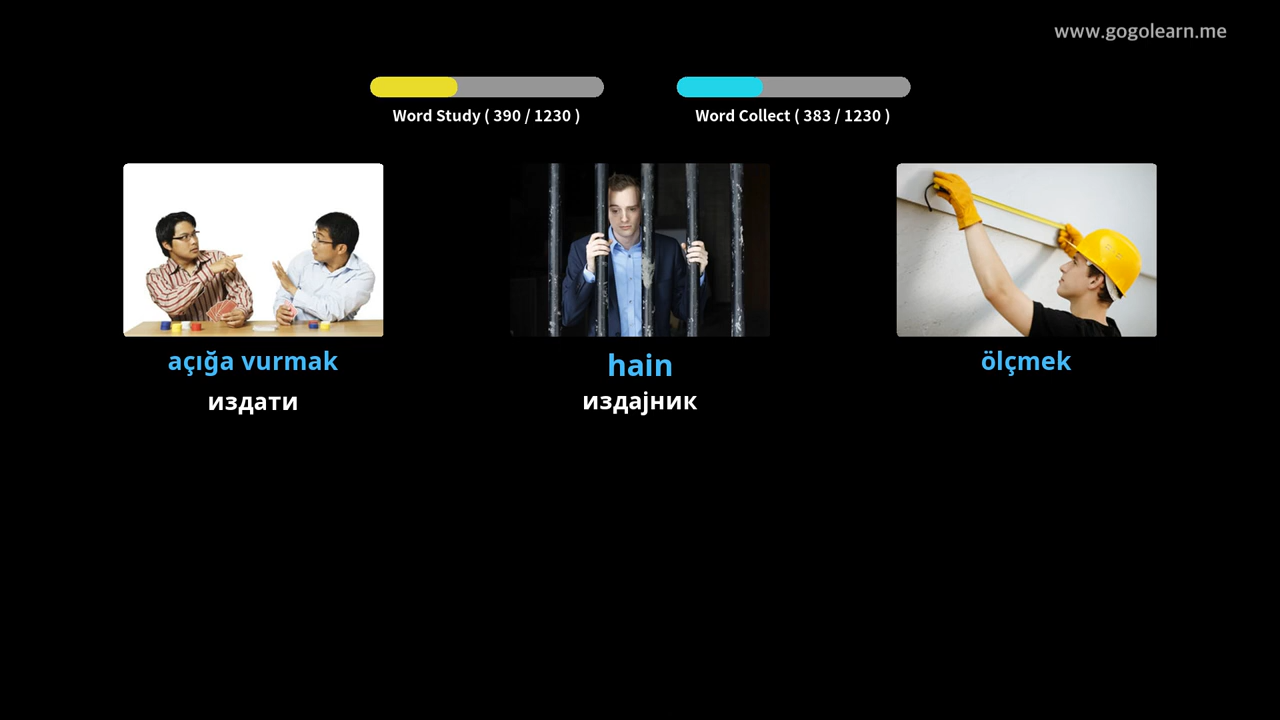 www.gogolearn.me
Word Study ( 390 / 1230 )
Word Collect ( 383 / 1230 )
açığa vurmak
издати
hain
издајник
ölçmek